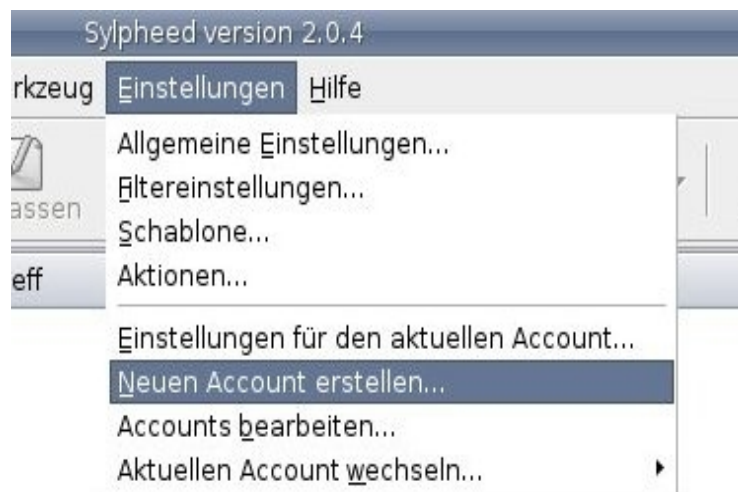 Sylpheed version 2.0.4
rkzeug Einstellungen Hilfe
Allgemeine Einstellungen...
Filtereinstellungen...
assen
Schablone...
eff
Aktionen...
Einstellungen für den aktuellen Account...
Neuen Account erstellen...
Accounts bearbeiten...
Aktuellen Account wechseln...